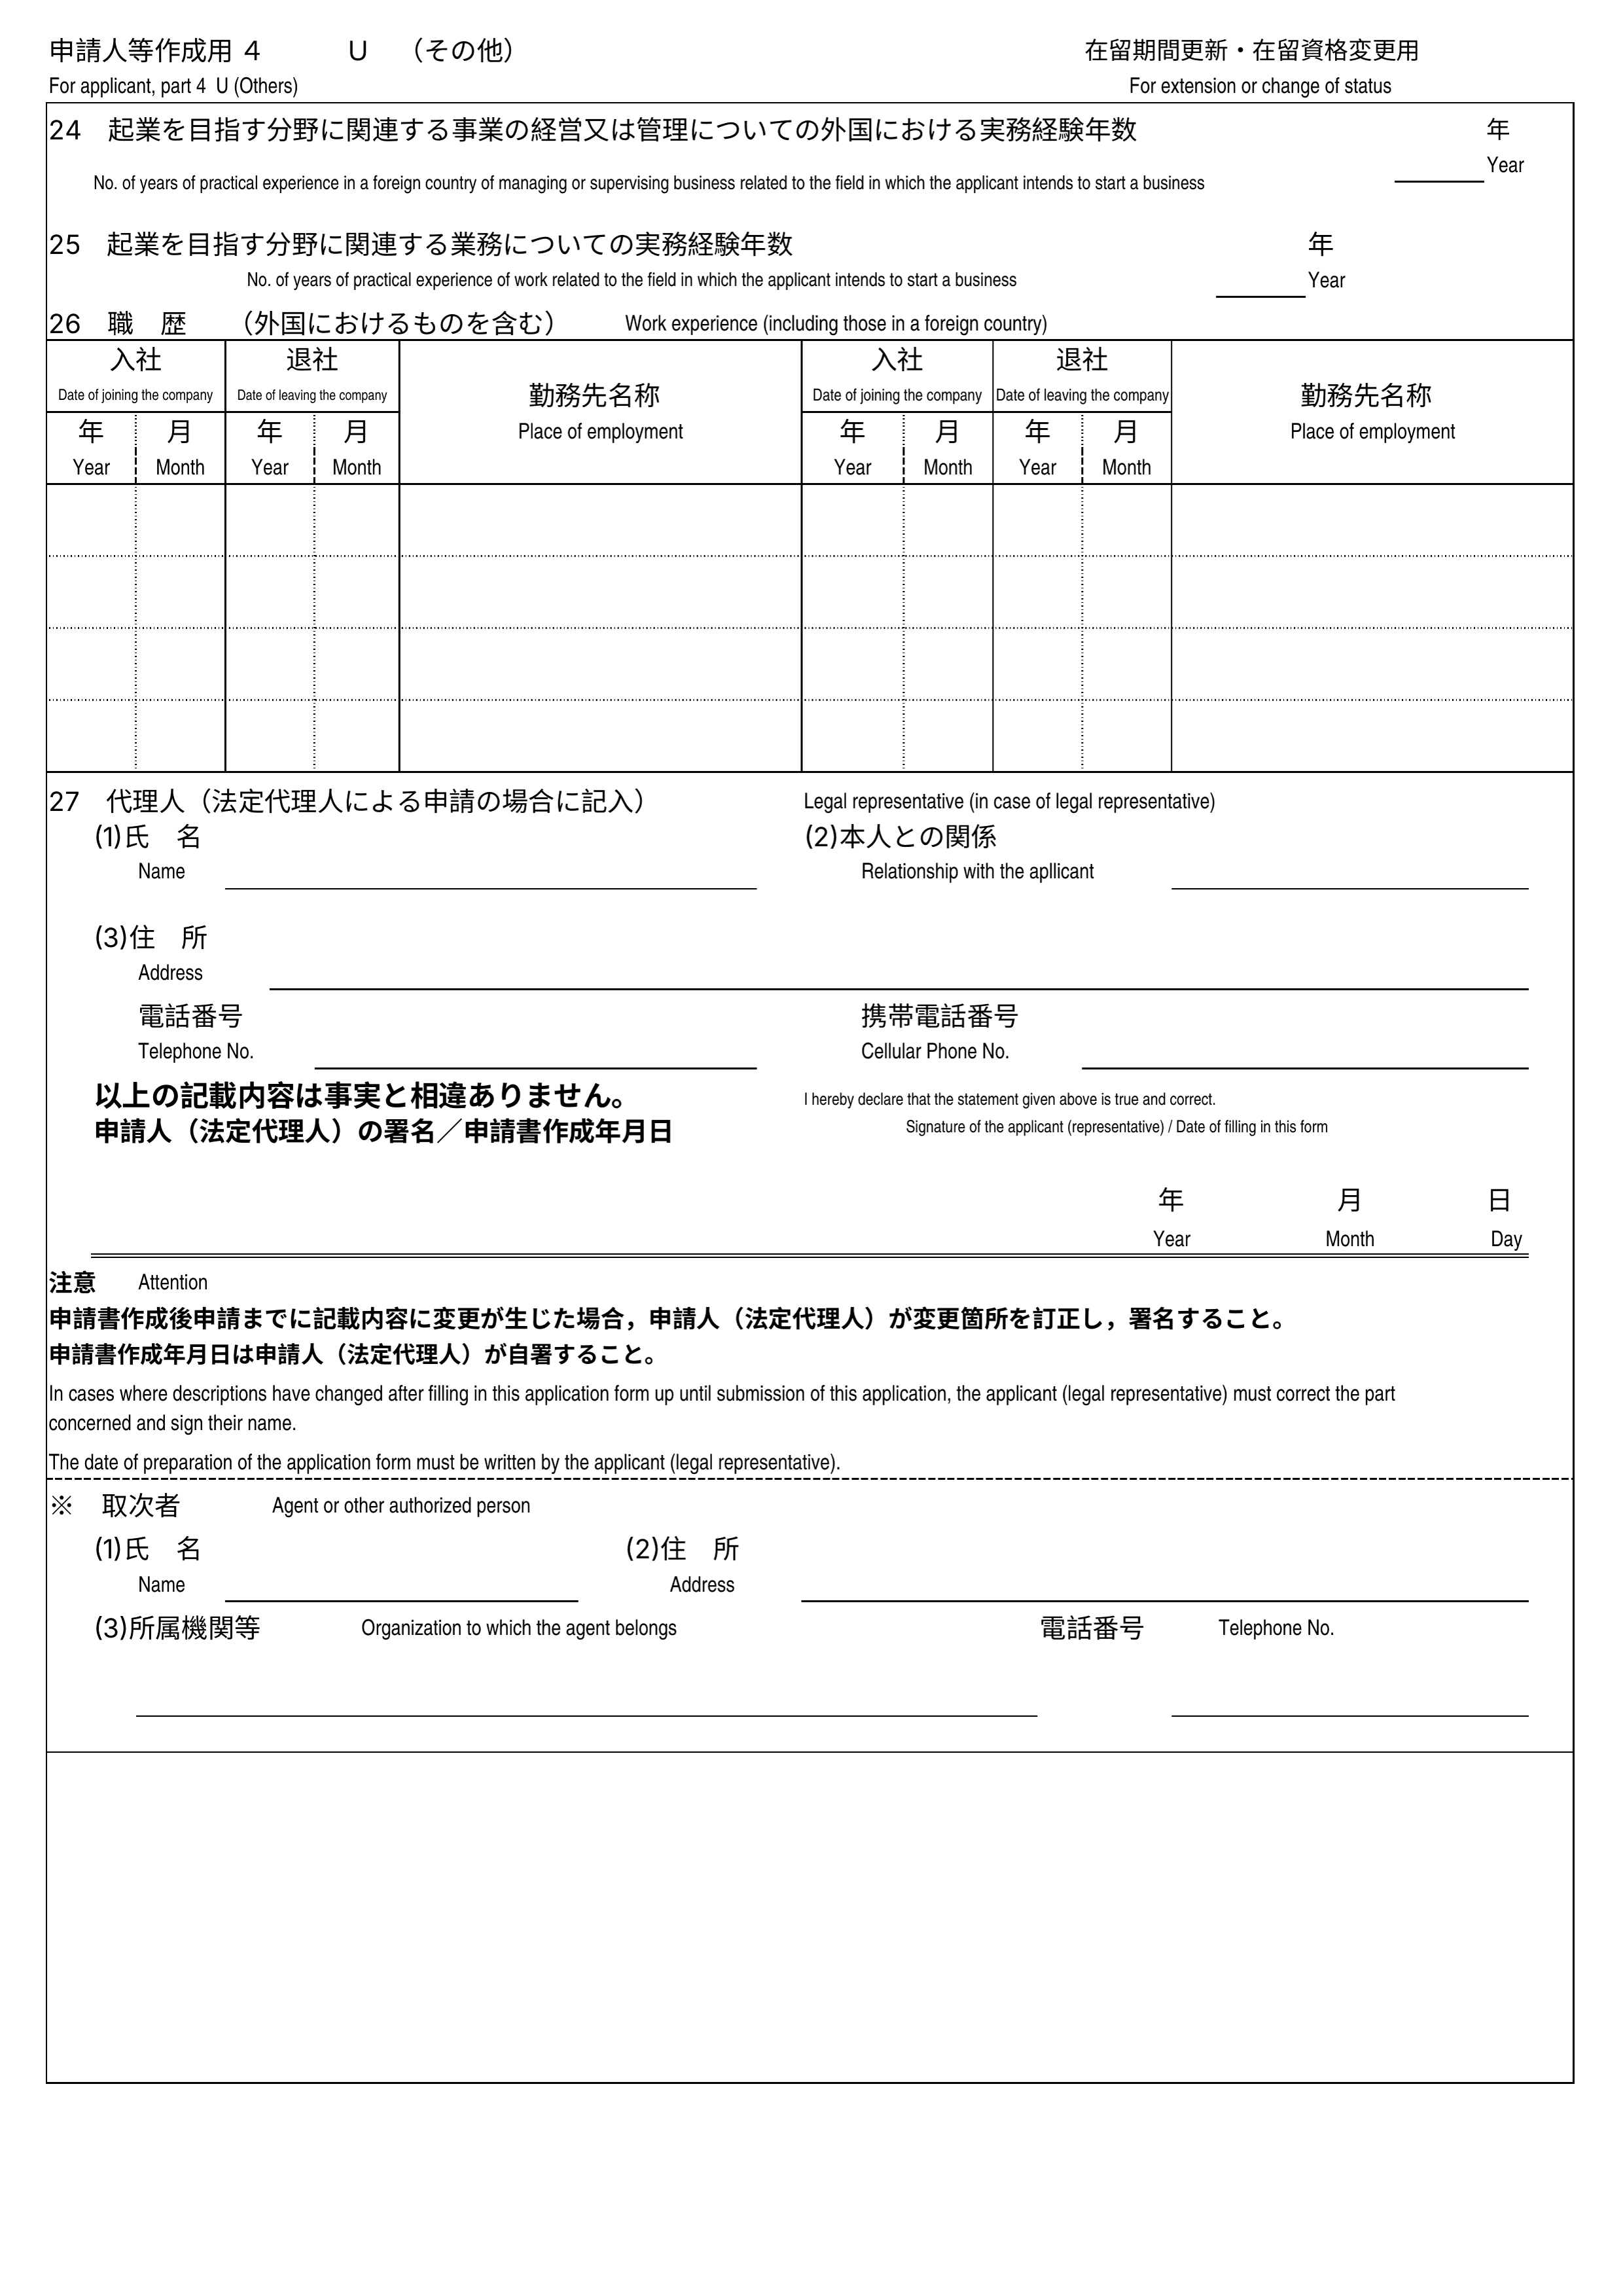 申請人等作成用 4　　　U　（その他）　　　在留期間更新・在留資格変更用
For applicant, part 4 U (Others)　　　For extension or change of status
24　起業を目指す分野に関連する事業の経営又は管理についての外国における実務経験年数　　　年
Year
No. of years of practical experience in a foreign country of managing or supervising business related to the field in which the applicant intends to start a business
25　起業を目指す分野に関連する業務についての実務経験年数　　　年
No. of years of practical experience of work related to the field in which the applicant intends to start a business　　　Year
26　職　歴　　（外国におけるものを含む）　　Work experience (including those in a foreign country)
入社　退社　入社　退社
Date of joining the company　Date of leaving the company　勤務先名称　Date of joining the company　Date of leaving the company　勤務先名称
年　月　年　月　Place of employment　年　月　年　月　Place of employment
Year　Month　Year　Month　Year　Month　Year　Month
27　代理人（法定代理人による申請の場合に記入）　　Legal representative (in case of legal representative)
(1)氏　名　　　(2)本人との関係
Name　　　Relationship with the apllicant
(3)住　所
Address
電話番号　　　携帯電話番号
Telephone No.　　　Cellular Phone No.
以上の記載内容は事実と相違ありません。　　I hereby declare that the statement given above is true and correct.
申請人（法定代理人）の署名／申請書作成年月日　　Signature of the applicant (representative) / Date of filling in this form
年　月　日
Year　Month　Day
注意　Attention
申請書作成後申請までに記載内容に変更が生じた場合，申請人（法定代理人）が変更箇所を訂正し，署名すること。
申請書作成年月日は申請人（法定代理人）が自署すること。
In cases where descriptions have changed after filling in this application form up until submission of this application, the applicant (legal representative) must correct the part
concerned and sign their name.
The date of preparation of the application form must be written by the applicant (legal representative).
※　取次者　　Agent or other authorized person
(1)氏　名　　　(2)住　所
Name　　　Address
(3)所属機関等　　Organization to which the agent belongs　　　電話番号　　Telephone No.